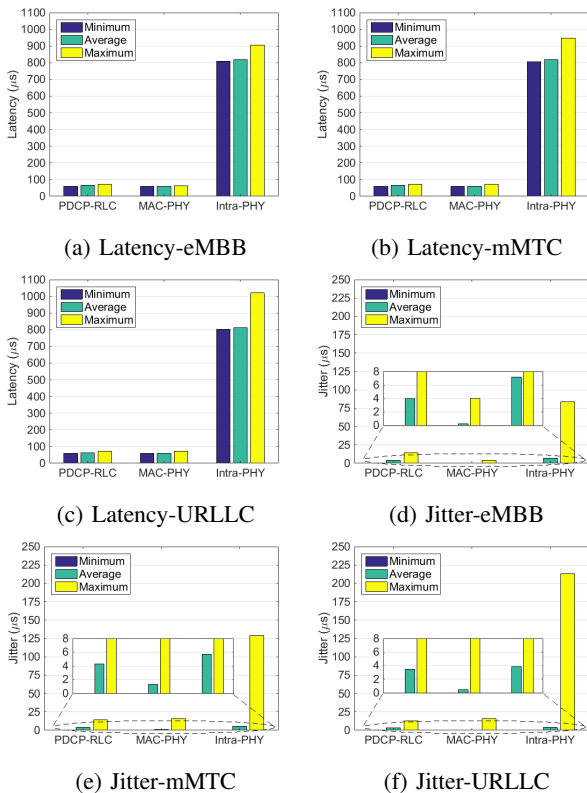 1100
1000
900
800
700
600
500
400
300
200
100
0
Latency (μs)
Minimum
Average
Maximum
PDCP-RLC MAC-PHY Intra-PHY
(a) Latency-eMBB
1100
1000
900
800
700
600
500
400
300
200
100
0
Latency (μs)
Minimum
Average
Maximum
PDCP-RLC MAC-PHY Intra-PHY
(b) Latency-mMTC
1100
1000
900
800
700
600
500
400
300
200
100
0
Latency (μs)
Minimum
Average
Maximum
PDCP-RLC MAC-PHY Intra-PHY
(c) Latency-URLLC
250
225
200
175
150
125
100
75
50
25
0
Jitter (μs)
Minimum
Average
Maximum
8
6
4
2
0
PDCP-RLC MAC-PHY Intra-PHY
(d) Jitter-eMBB
250
225
200
175
150
125
100
75
50
25
0
Jitter (μs)
Minimum
Average
Maximum
8
6
4
2
0
PDCP-RLC MAC-PHY Intra-PHY
(e) Jitter-mMTC
250
225
200
175
150
125
100
75
50
25
0
Jitter (μs)
Minimum
Average
Maximum
8
6
4
2
0
PDCP-RLC MAC-PHY Intra-PHY
(f) Jitter-URLLC